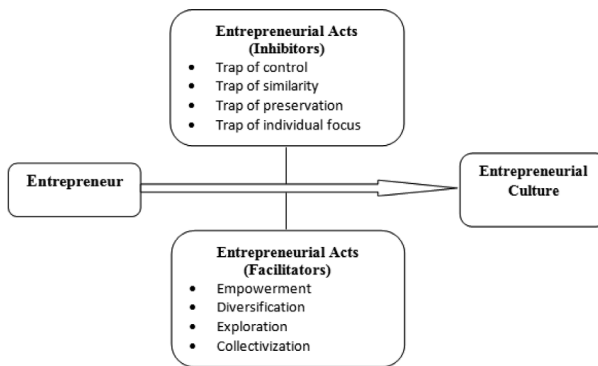 Entrepreneurial Acts
(Inhibitors)
• Trap of control
• Trap of similarity
• Trap of preservation
• Trap of individual focus
Entrepreneur
Entrepreneurial
Culture
Entrepreneurial Acts
(Facilitators)
• Empowerment
• Diversification
• Exploration
• Collectivization